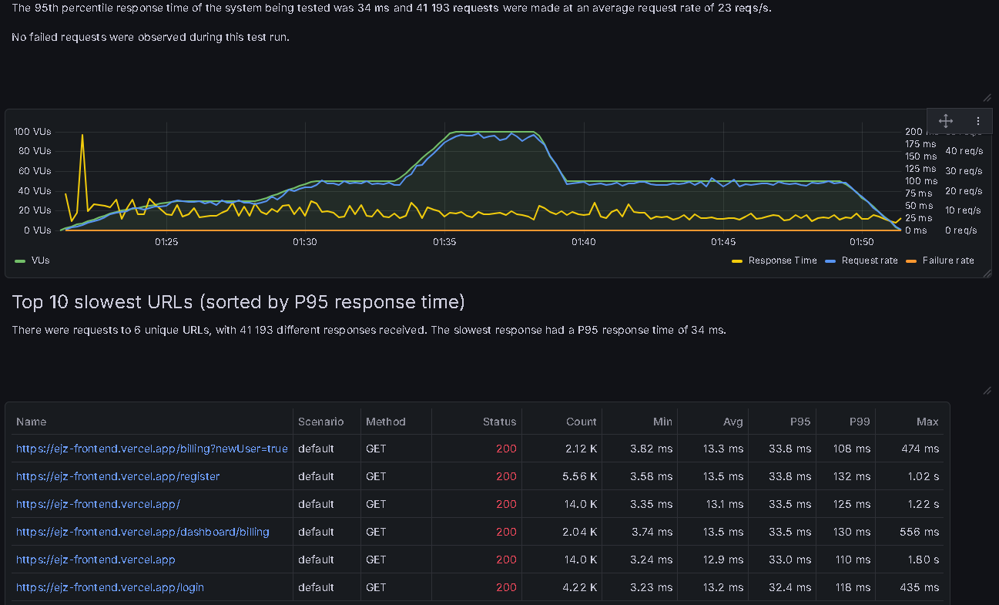 The 95th percentile response time of the system being tested was 34 ms and 41 193 requests were made at an average request rate of 23 reqs/s.
No failed requests were observed during this test run.
100 VUs
80 VUs
60 VUs
40 VUs
20 VUs
0 VUs
200
175 ms
150 ms
125 ms
100 ms
75 ms
50 ms
25 ms
0 ms
40 req/s
30 req/s
20 req/s
10 req/s
0 req/s
01:25 01:30 01:35 01:40 01:45 01:50
VUs Response Time Request rate Failure rate
Top 10 slowest URLs (sorted by P95 response time)
There were requests to 6 unique URLs, with 41 193 different responses received. The slowest response had a P95 response time of 34 ms.
Name Scenario Method Status Count Min Avg P95 P99 Max
https://ejz-frontend.vercel.app/billing?newUser=true default GET 200 2.12 K 3.82 ms 13.3 ms 33.8 ms 108 ms 474 ms
https://ejz-frontend.vercel.app/register default GET 200 5.56 K 3.58 ms 13.5 ms 33.8 ms 132 ms 1.02 s
https://ejz-frontend.vercel.app/ default GET 200 14.0 K 3.35 ms 13.1 ms 33.5 ms 125 ms 1.22 s
https://ejz-frontend.vercel.app/dashboard/billing default GET 200 2.04 K 3.74 ms 13.5 ms 33.5 ms 130 ms 556 ms
https://ejz-frontend.vercel.app default GET 200 14.0 K 3.24 ms 12.9 ms 33.0 ms 110 ms 1.80 s
https://ejz-frontend.vercel.app/login default GET 200 4.22 K 3.23 ms 13.2 ms 32.4 ms 118 ms 435 ms